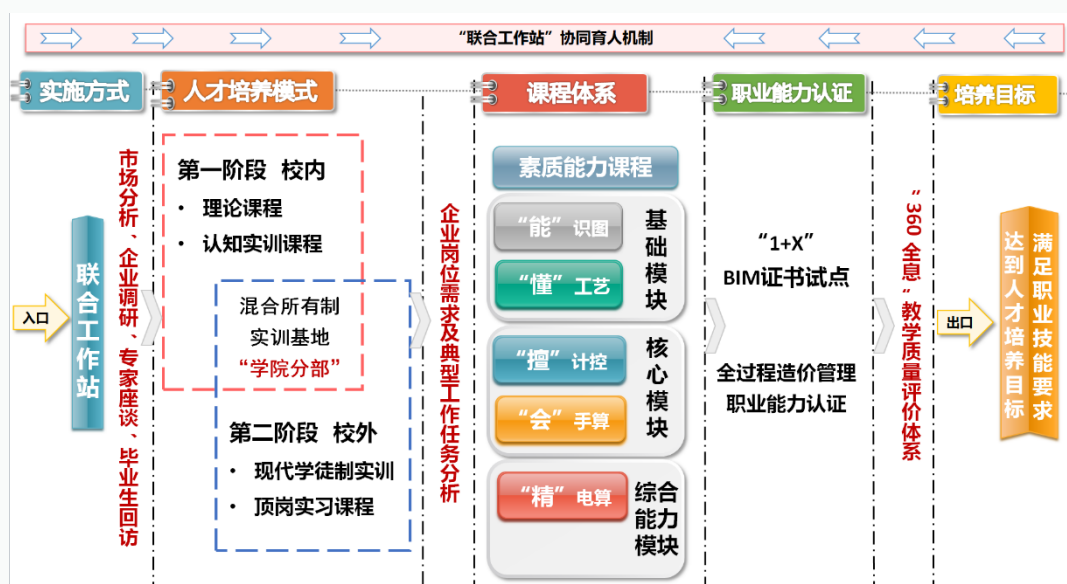 “联合工作站”协同育人机制
实施方式
人才培养模式
课程体系
职业能力认证
培养目标
入口
联合工作站
市场分析、企业调研、专家座谈、毕业生回访
第一阶段 校内
• 理论课程
• 认知实训课程
混合所有制
实训基地
“学院分部”
第二阶段 校外
• 现代学徒制实训
• 顶岗实习课程
企业岗位需求及典型工作任务分析
素质能力课程
“能” 识图
“懂” 工艺
基础模块
“擅” 计控
“会” 手算
核心模块
“精” 电算
综合
能力
模块
“1+X”
BIM证书试点
全过程造价管理
职业能力认证
“360 全息“教学质量评价体系
出口
满足职业技能要求
达到人才培养目标